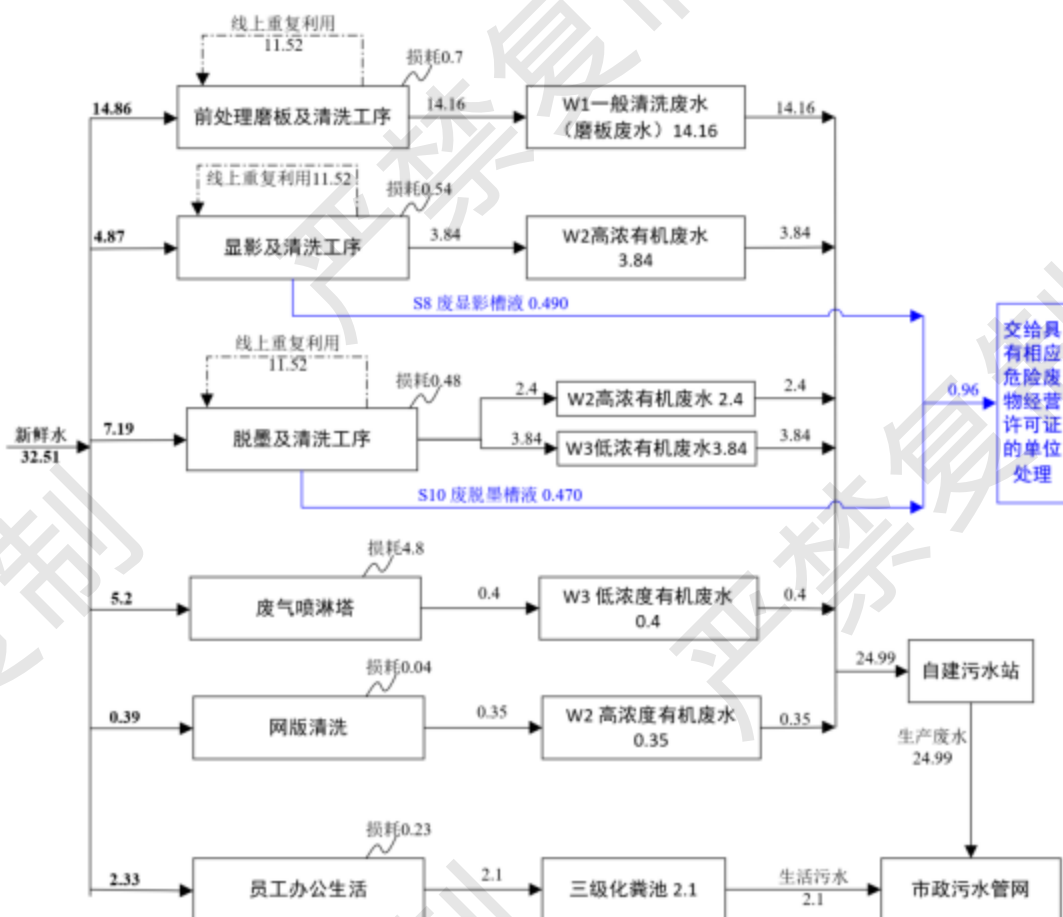 线上重复利用
11.52
损耗0.7
14.86
前处理磨板及清洗工序
14.16
W1一般清洗废水
（磨板废水）14.16
14.16
线上重复利用11.52
损耗0.54
4.87
显影及清洗工序
3.84
W2高浓有机废水
3.84
3.84
S8 废显影槽液 0.490
线上重复利用
11.52
损耗0.48
新鲜水
32.51
7.19
脱墨及清洗工序
2.4
W2高浓有机废水 2.4
2.4
3.84
W3低浓有机废水3.84
3.84
S10 废脱墨槽液 0.470
0.96
交给具
有相应
危险废
物经营
许可证
的单位
处理
损耗4.8
5.2
废气喷淋塔
0.4
W3 低浓度有机废水
0.4
0.4
损耗0.04
0.39
网版清洗
0.35
W2 高浓度有机废水
0.35
0.35
24.99
自建污水站
生产废水
24.99
损耗0.23
2.33
员工办公生活
2.1
三级化粪池 2.1
生活污水
2.1
市政污水管网
严禁复制
严禁复制
复制